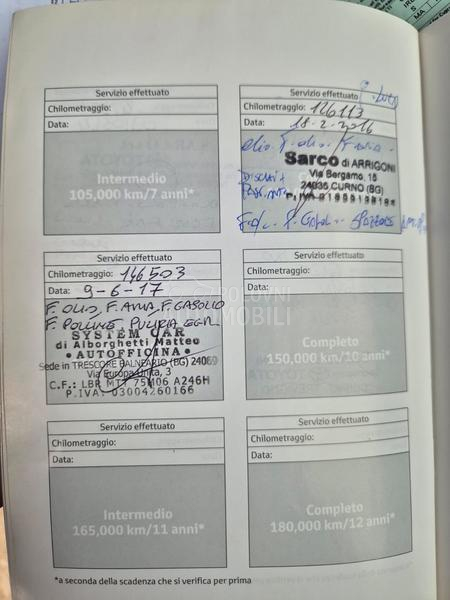 Servizio effettuato
Chilometraggio:
Data:
Intermedio
105,000 km/7 anni*
Servizio effettuato
Chilometraggio: 126113
Data: 18-2-2016
Sarco di ARRIGONI
Via Bergamo, 15
24035 CURNO (BG)
Servizio effettuato
Chilometraggio: 146503
Data: 9-6-17
F. OLIO, F. ARIA, F. GASOLIO
F. POLLINE, PULIZIA EGR
SYSTEM CAR
di Alborghetti Matteo
• AUTOFFICINA •
Sede in TRESCORE BALNEARIO (BG) 24069
Via Europa Unita, 3
C.F.: LBR MTT 75M06 A246H
P.IVA: 03004260166
Servizio effettuato
Chilometraggio:
Data:
POLOVNI
AUTOMOBILI
Completo
150,000 km/10 anni*
Servizio effettuato
Chilometraggio:
Data:
Intermedio
165,000 km/11 anni*
Servizio effettuato
Chilometraggio:
Data:
Completo
180,000 km/12 anni*
*a seconda della scadenza che si verifica per prima